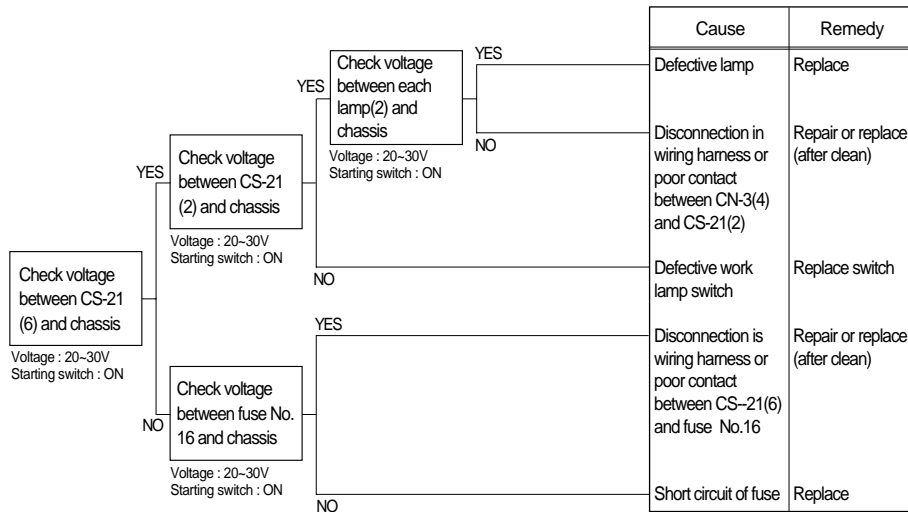 Check voltage
between CS-21
(6) and chassis
Voltage : 20~30V
Starting switch : ON
YES
Check voltage
between CS-21
(2) and chassis
Voltage : 20~30V
Starting switch : ON
YES
Check voltage
between each
lamp(2) and
chassis
Voltage : 20~30V
Starting switch : ON
YES
NO
NO
NO
Check voltage
between fuse No.
16 and chassis
Voltage : 20~30V
Starting switch : ON
YES
NO
Cause
Remedy
Defective lamp
Replace
Disconnection in
wiring harness or
poor contact
between CN-3(4)
and CS-21(2)
Repair or replace
(after clean)
Defective work
lamp switch
Replace switch
Disconnection is
wiring harness or
poor contact
between CS--21(6)
and fuse No.16
Repair or replace
(after clean)
Short circuit of fuse
Replace